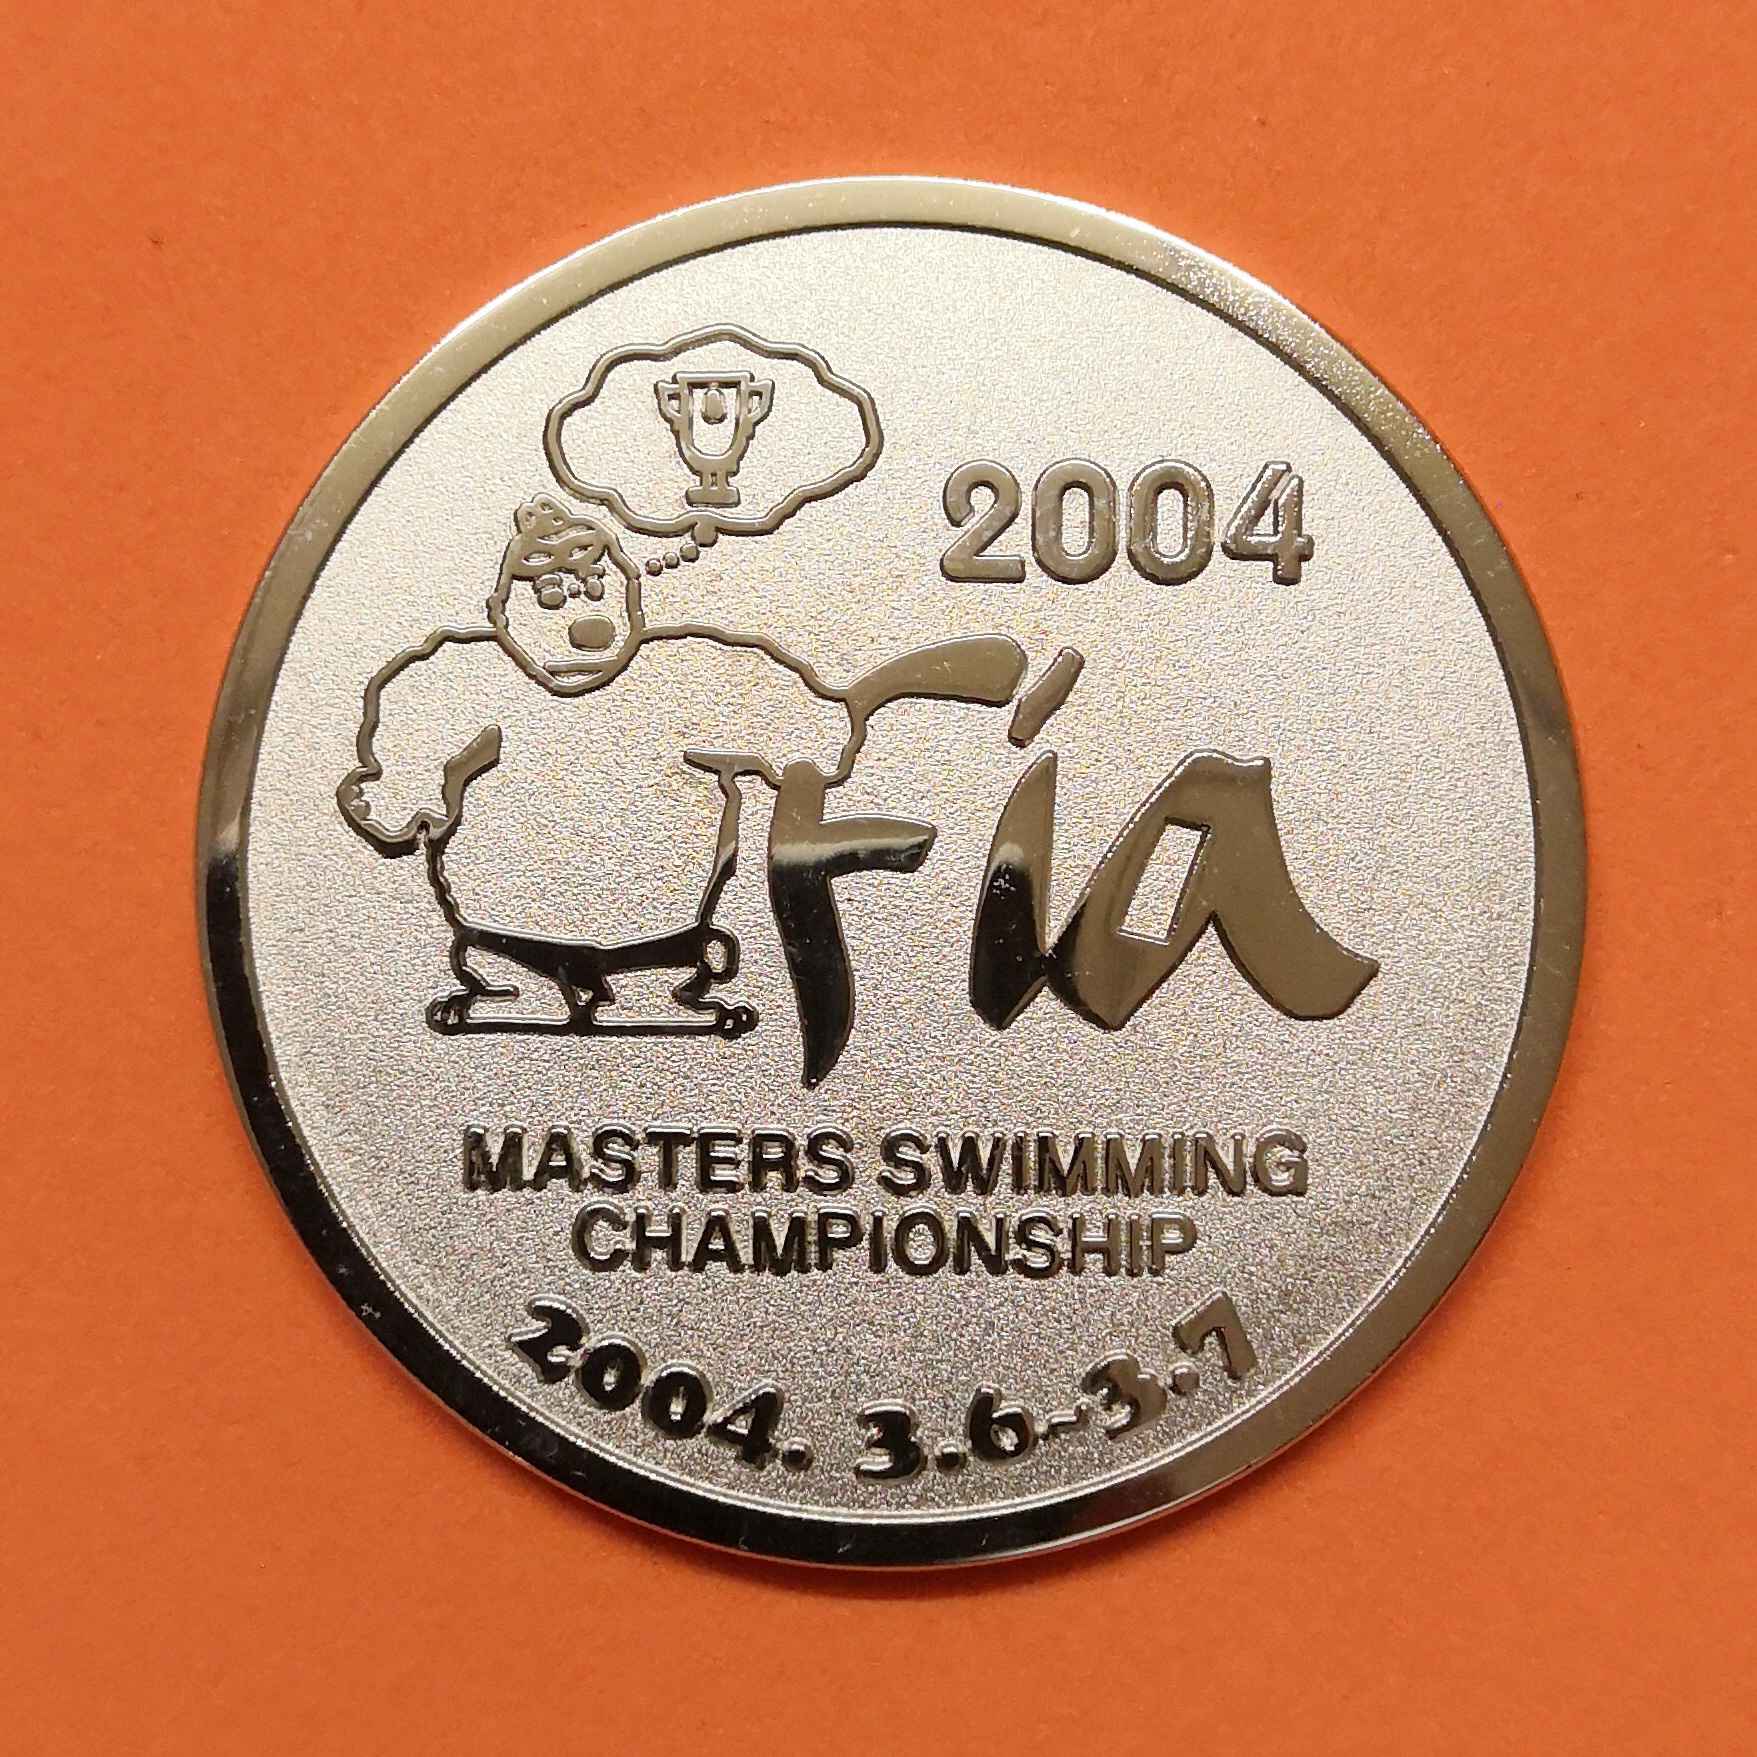 2004
Fia
MASTERS SWIMMING
CHAMPIONSHIP
2004. 3.6~3.7